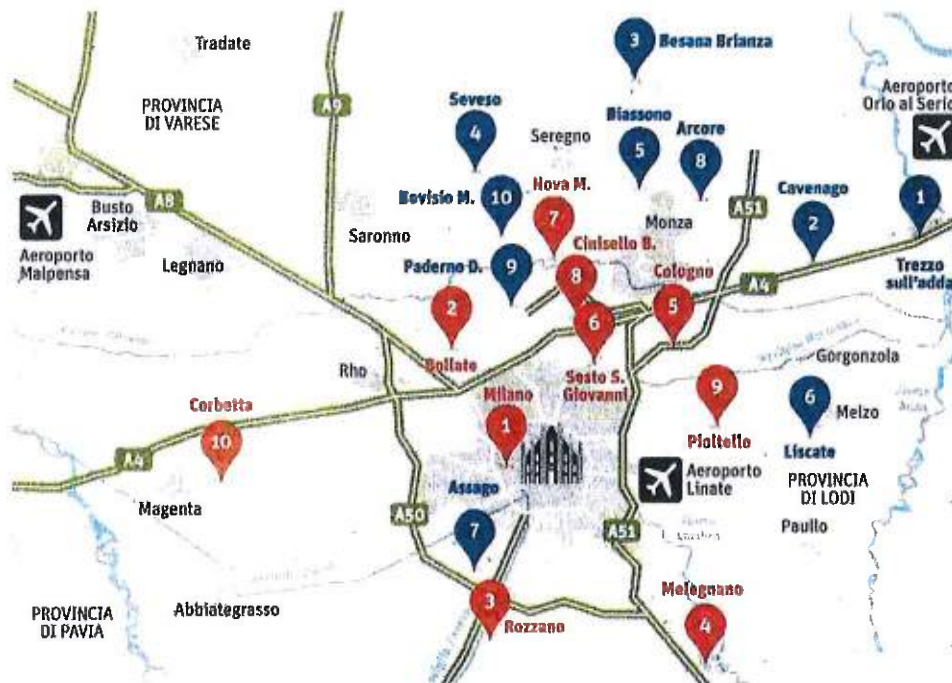 3
Besana Brianza
Tradate
Aeroporto
Orio al Serio
PROVINCIA
DI VARESE
A9
Seveso
4
Seregno
Biassono
5
Arcore
8
1
Bovisio M.
10
Nova M.
7
Cavenago
2
A8
Busto
Arsizio
Monza
A51
Aeroporto
Malpensa
Saronno
Cinisello B.
8
Legnano
Paderno D.
9
Cologno
5
A4
Trezzo
sull'adda
2
6
Bollate
Rho
Sesto S.
Giovanni
Gorgonzola
Corbetta
10
Milano
1
9
Pioltello
6
Melzo
Liscate
A4
Aeroporto
Linate
PROVINCIA
DI LODI
Magenta
Assago
7
A50
A51
Paullo
Abbiategrasso
3
Rozzano
Melegnano
4
PROVINCIA
DI PAVIA